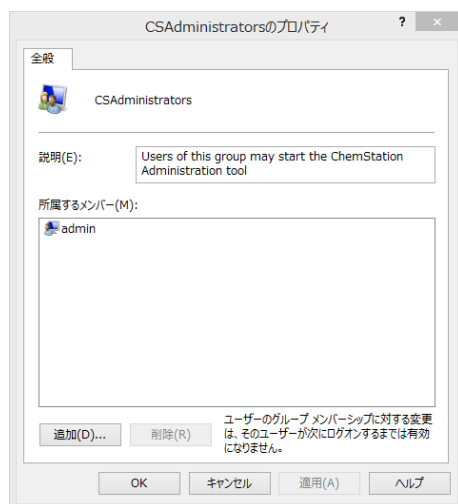 CSAdministratorsのプロパティ
? ×
全般
CSAdministrators
説明(E):
Users of this group may start the ChemStation
Administration tool
所属するメンバー(M):
admin
追加(D)...
削除(R)
ユーザーのグループ メンバーシップに対する変更
は、そのユーザーが次にログオンするまでは有効
になりません。
OK
キャンセル
適用(A)
ヘルプ